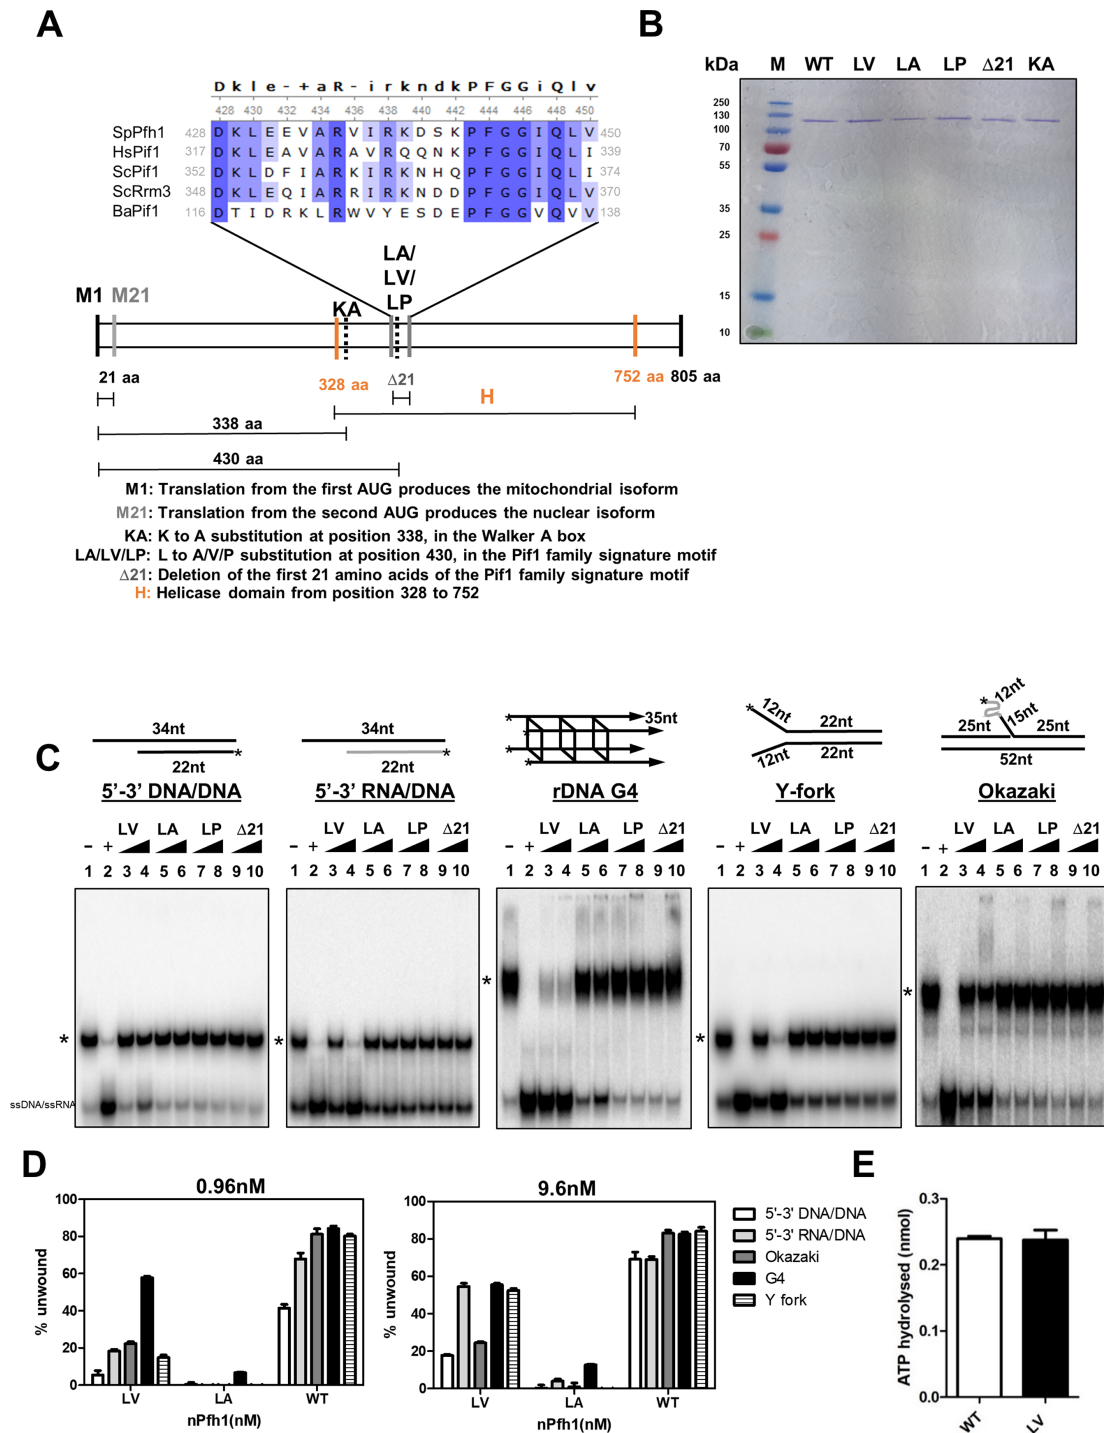 A
D k l e - + a R - i r k n d k P F G G i Q l v
428 430 432 434 436 438 440 442 444 446 448 450
SpPfh1 428 D K L E E V A R V I R K D S K P F G G I Q L V 450
HsPif1 317 D K L E A V A R A V R Q Q N K P F G G I Q L I 339
ScPif1 352 D K L D F I A R K I R K N H Q P F G G I Q L I 374
ScRrm3 348 D K L E Q I A R R I R K N D D P F G G I Q L V 370
BaPif1 116 D T I D R K L R W V Y E S D E P F G G V Q V V 138
LA/
LV/
LP
M1 M21 KA
21 aa 328 aa Δ21 752 aa 805 aa
H
338 aa
430 aa
M1: Translation from the first AUG produces the mitochondrial isoform
M21: Translation from the second AUG produces the nuclear isoform
KA: K to A substitution at position 338, in the Walker A box
LA/LV/LP: L to A/V/P substitution at position 430, in the Pif1 family signature motif
Δ21: Deletion of the first 21 amino acids of the Pif1 family signature motif
H: Helicase domain from position 328 to 752
B
kDa M WT LV LA LP Δ21 KA
250
130
100
70
55
35
25
15
10
C
34nt
22nt
*
5'-3' DNA/DNA
LV LA LP Δ21
- +
1 2 3 4 5 6 7 8 9 10
*
ssDNA/ssRNA
34nt
22nt
*
5'-3' RNA/DNA
LV LA LP Δ21
- +
1 2 3 4 5 6 7 8 9 10
*
* 35nt
*
*
*
rDNA G4
LV LA LP Δ21
- +
1 2 3 4 5 6 7 8 9 10
*
* 12nt 22nt
12nt 22nt
Y-fork
LV LA LP Δ21
- +
1 2 3 4 5 6 7 8 9 10
*
* 12nt
25nt 15nt 25nt
52nt
Okazaki
LV LA LP Δ21
- +
1 2 3 4 5 6 7 8 9 10
*
D
0.96nM
% unwound
100
80
60
40
20
0
LV LA WT
nPfh1(nM)
9.6nM
% unwound
100
80
60
40
20
0
LV LA WT
nPfh1(nM)
5'-3' DNA/DNA
5'-3' RNA/DNA
Okazaki
G4
Y fork
E
ATP hydrolysed (nmol)
0.3
0.2
0.1
0.0
WT LV